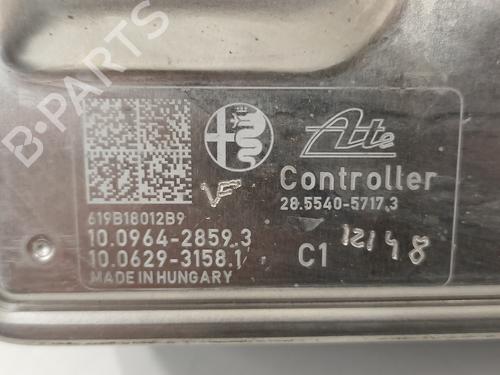 B-PARTS
Ate
Controller
28.5540-5717.3
619B18012B9
10.0964-2859.3
10.0629-3158.1
C1
12148
MADE IN HUNGARY